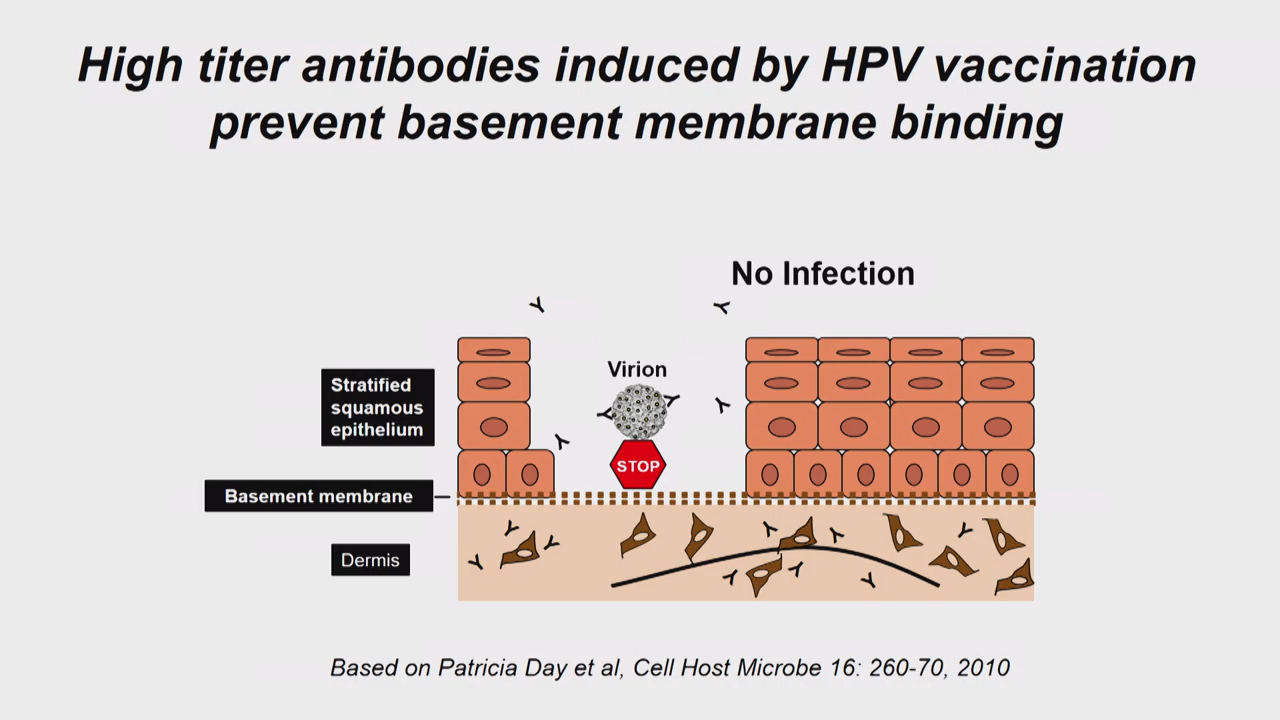 High titer antibodies induced by HPV vaccination
prevent basement membrane binding
No Infection
Virion
Stratified
squamous
epithelium
STOP
Basement membrane
Dermis
Based on Patricia Day et al, Cell Host Microbe 16: 260-70, 2010